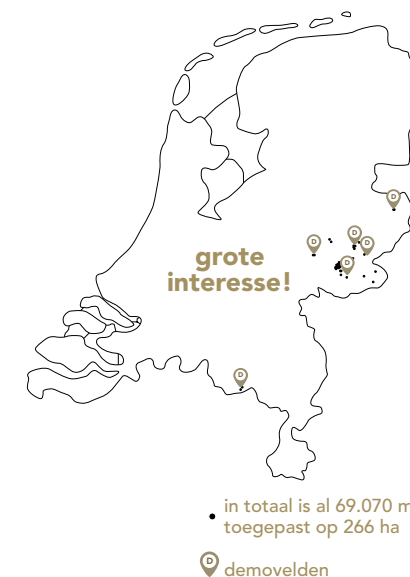 D
D
D
D
D
grote
interesse!
D
in totaal is al 69.070 m
toegepast op 266 ha
D
demovelden